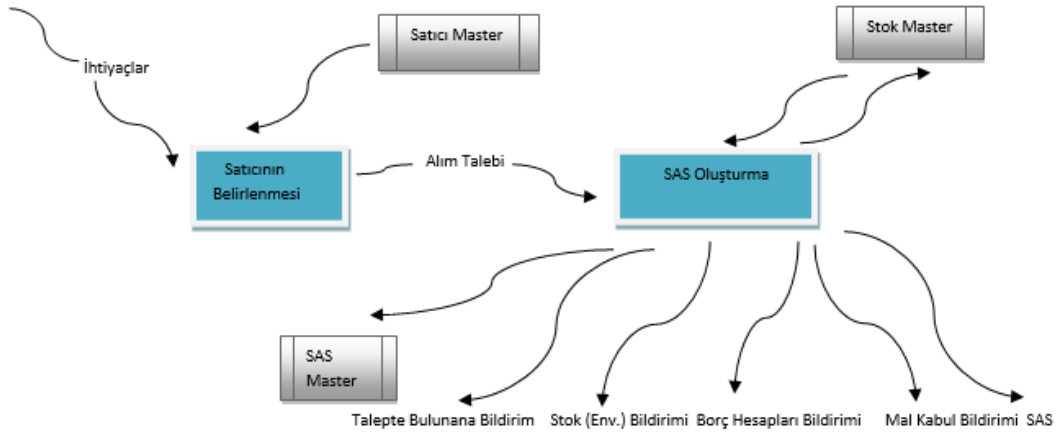 Satıcı Master
Stok Master
İhtiyaçlar
Satıcının
Belirlenmesi
Alım Talebi
SAS Oluşturma
SAS
Master
Talepte Bulunana Bildirim
Stok (Env.) Bildirimi
Borç Hesapları Bildirimi
Mal Kabul Bildirimi
SAS